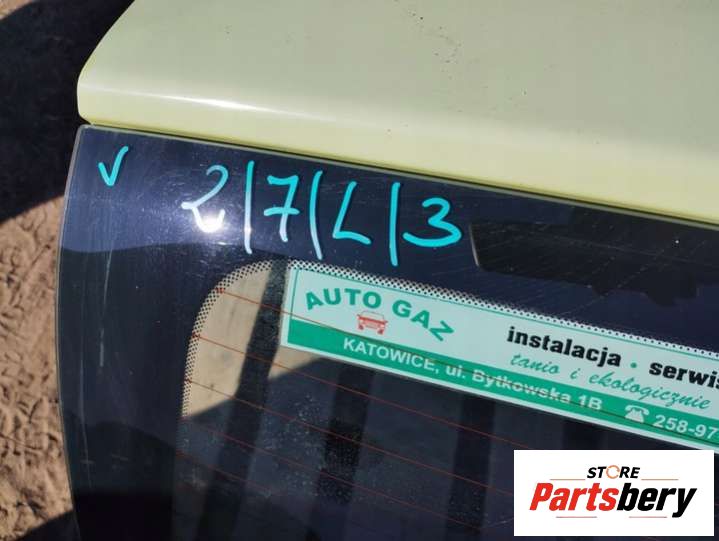 V 2/7/L/3
AUTO GAZ
instalacja · serwis
tanio i ekologicznie
KATOWICE, ul. Bytkowska 1B ☎ 258-97
STORE
Partsbery